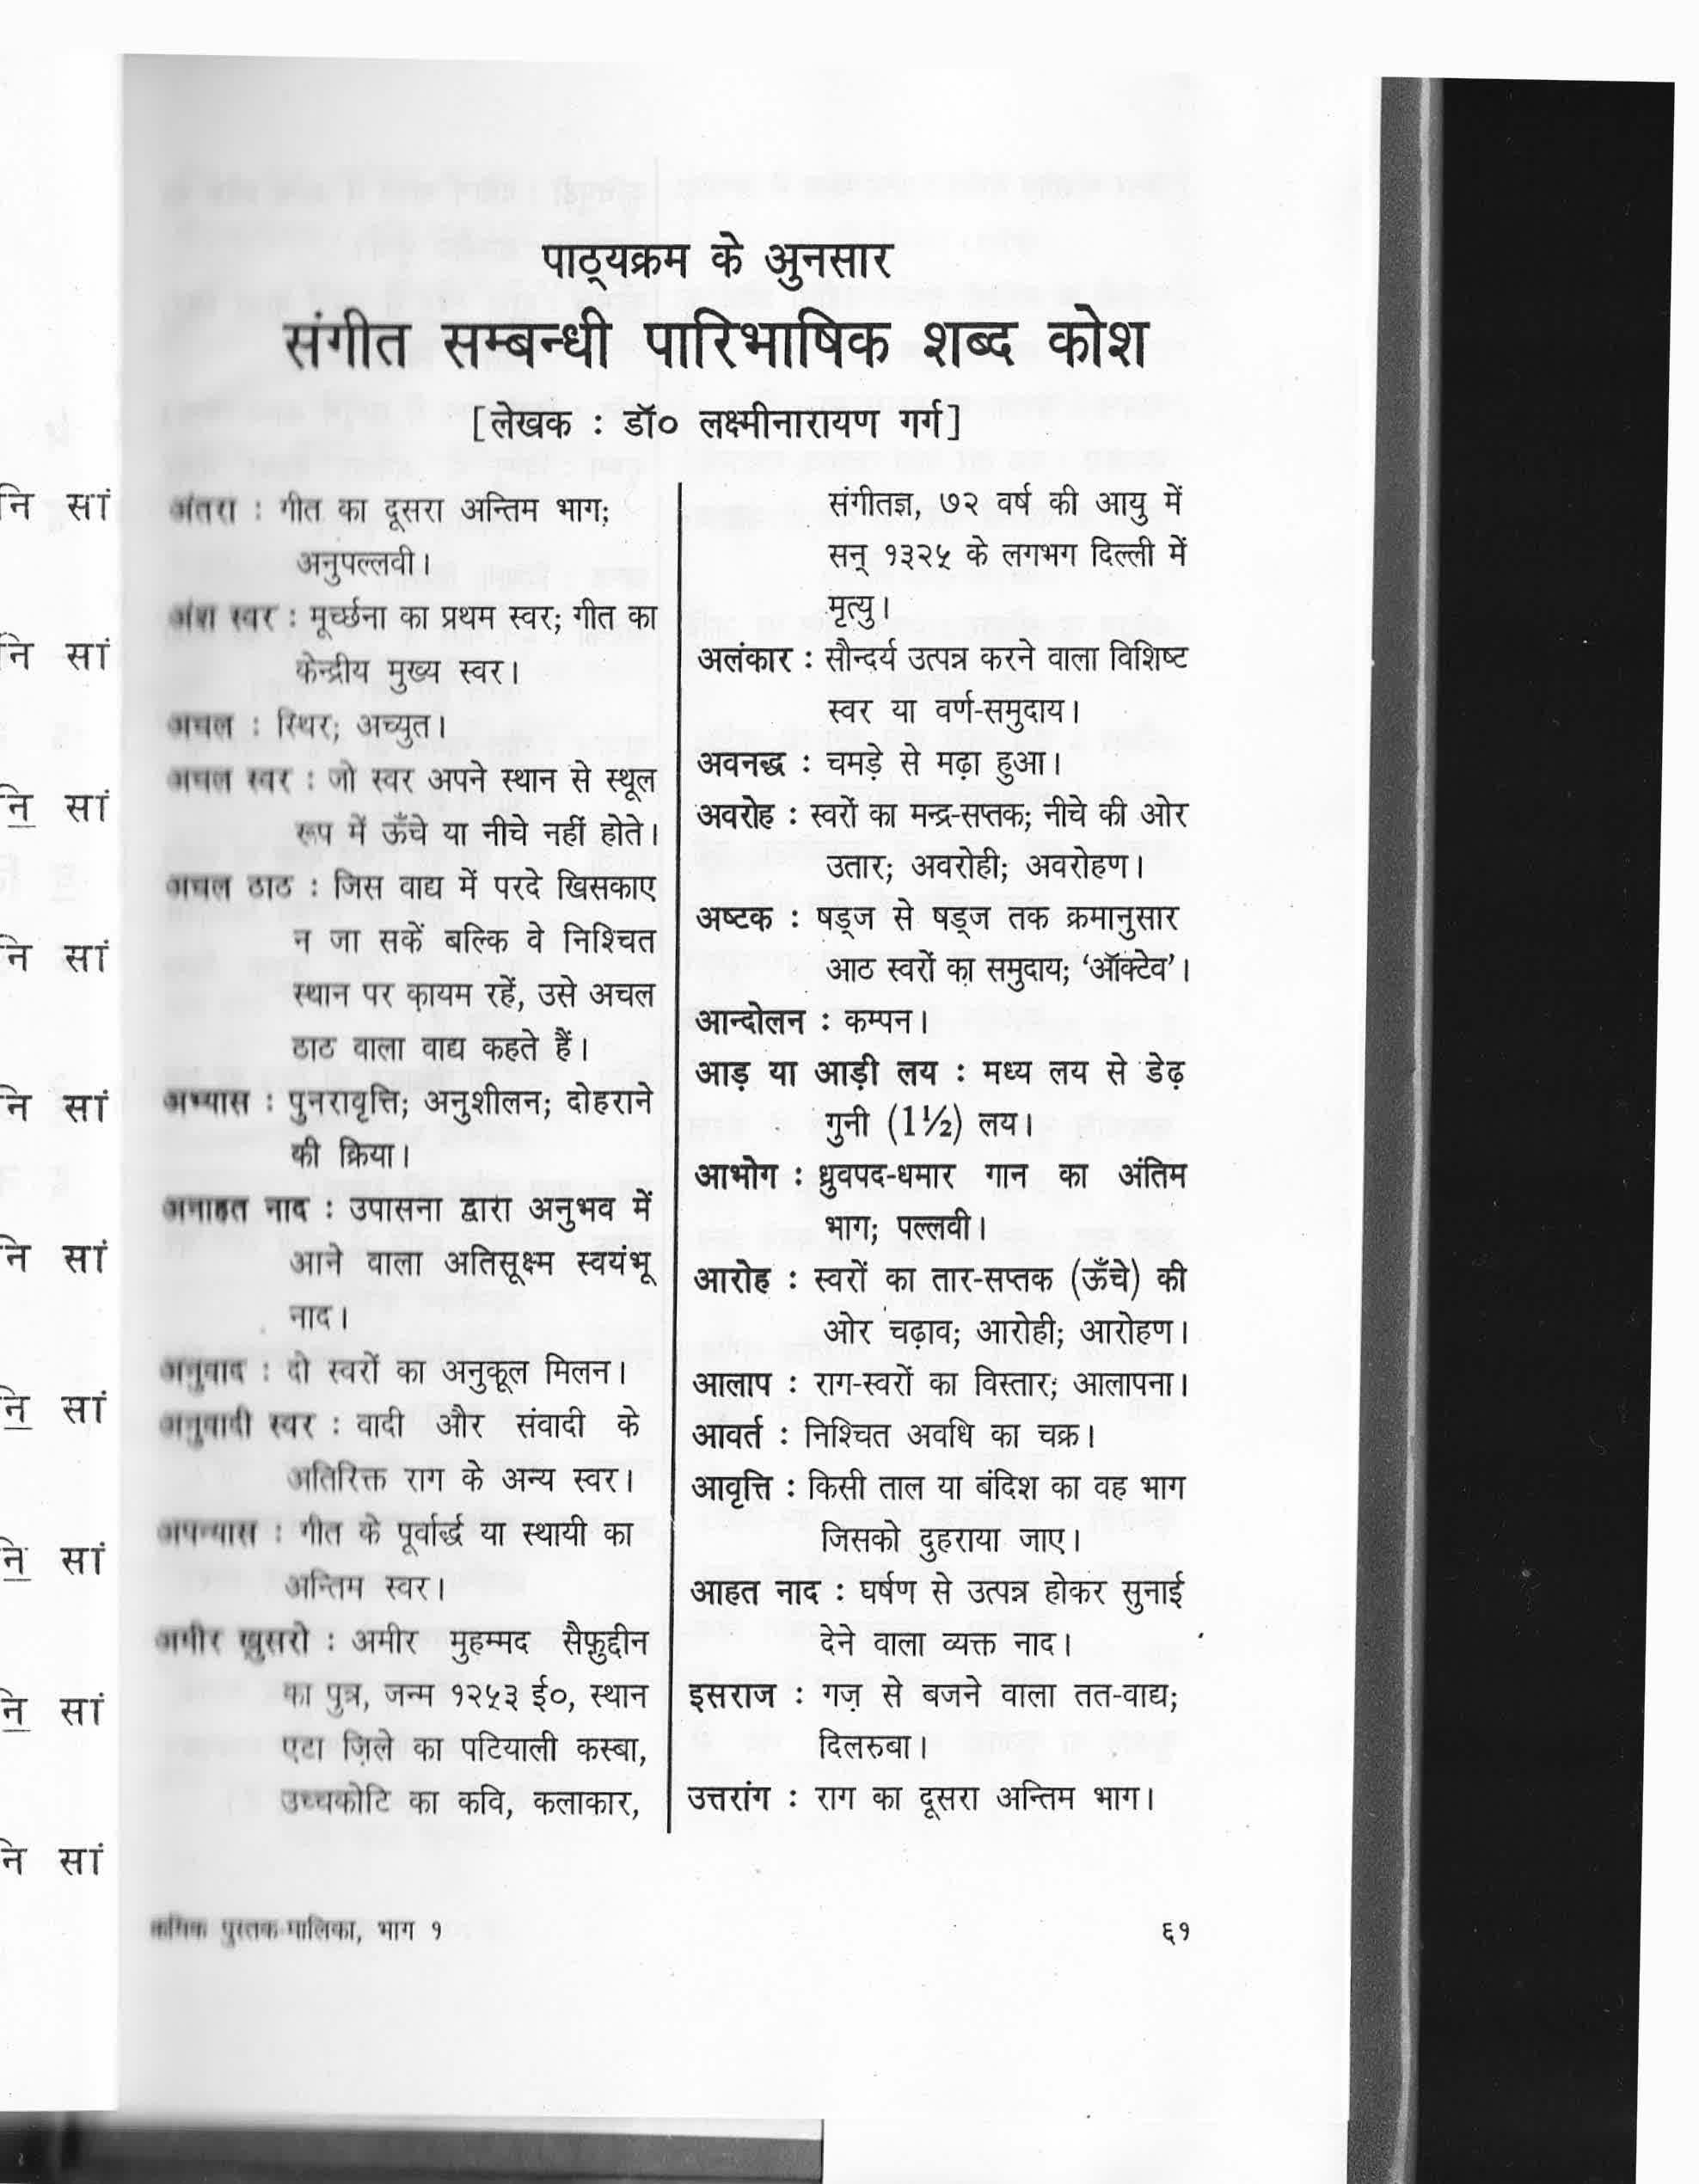 पाठ्यक्रम के अुनसार
संगीत सम्बन्धी पारिभाषिक शब्द कोश
[लेखक : डॉ० लक्ष्मीनारायण गर्ग]
अंतरा : गीत का दूसरा अन्तिम भाग;
अनुपल्लवी।
अंश स्वर : मूर्च्छना का प्रथम स्वर; गीत का
केन्द्रीय मुख्य स्वर।
अचल : स्थिर; अच्युत।
अचल स्वर : जो स्वर अपने स्थान से स्थूल
रूप में ऊँचे या नीचे नहीं होते।
अचल ठाठ : जिस वाद्य में परदे खिसकाए
न जा सकें बल्कि वे निश्चित
स्थान पर क़ायम रहें, उसे अचल
ठाठ वाला वाद्य कहते हैं।
अभ्यास : पुनरावृत्ति; अनुशीलन; दोहराने
की क्रिया।
अनाहत नाद : उपासना द्वारा अनुभव में
आने वाला अतिसूक्ष्म स्वयंभू
नाद।
अनुवाद : दो स्वरों का अनुकूल मिलन।
अनुवादी स्वर : वादी और संवादी के
अतिरिक्त राग के अन्य स्वर।
अपन्यास : गीत के पूर्वार्द्ध या स्थायी का
अन्तिम स्वर।
अमीर खुसरो : अमीर मुहम्मद सैफ़ुद्दीन
का पुत्र, जन्म १२५३ ई०, स्थान
एटा ज़िले का पटियाली कस्बा,
उच्चकोटि का कवि, कलाकार,
संगीतज्ञ, ७२ वर्ष की आयु में
सन् १३२५ के लगभग दिल्ली में
मृत्यु।
अलंकार : सौन्दर्य उत्पन्न करने वाला विशिष्ट
स्वर या वर्ण-समुदाय।
अवनद्ध : चमड़े से मढ़ा हुआ।
अवरोह : स्वरों का मन्द्र-सप्तक; नीचे की ओर
उतार; अवरोही; अवरोहण।
अष्टक : षड्ज से षड्ज तक क्रमानुसार
आठ स्वरों का समुदाय; ‘ऑक्टेव’।
आन्दोलन : कम्पन।
आड़ या आड़ी लय : मध्य लय से डेढ़
गुनी (1½) लय।
आभोग : ध्रुवपद-धमार गान का अंतिम
भाग; पल्लवी।
आरोह : स्वरों का तार-सप्तक (ऊँचे) की
ओर चढ़ाव; आरोही; आरोहण।
आलाप : राग-स्वरों का विस्तार; आलापना।
आवर्त : निश्चित अवधि का चक्र।
आवृत्ति : किसी ताल या बंदिश का वह भाग
जिसको दुहराया जाए।
आहत नाद : घर्षण से उत्पन्न होकर सुनाई
देने वाला व्यक्त नाद।
इसराज : गज़ से बजने वाला तत-वाद्य;
दिलरुबा।
उत्तरांग : राग का दूसरा अन्तिम भाग।
क्रमिक पुस्तक-मालिका, भाग १
६१
नि सां
नि सां
नि सां
नि सां
नि सां
नि सां
नि सां
नि सां
नि सां
नि सां